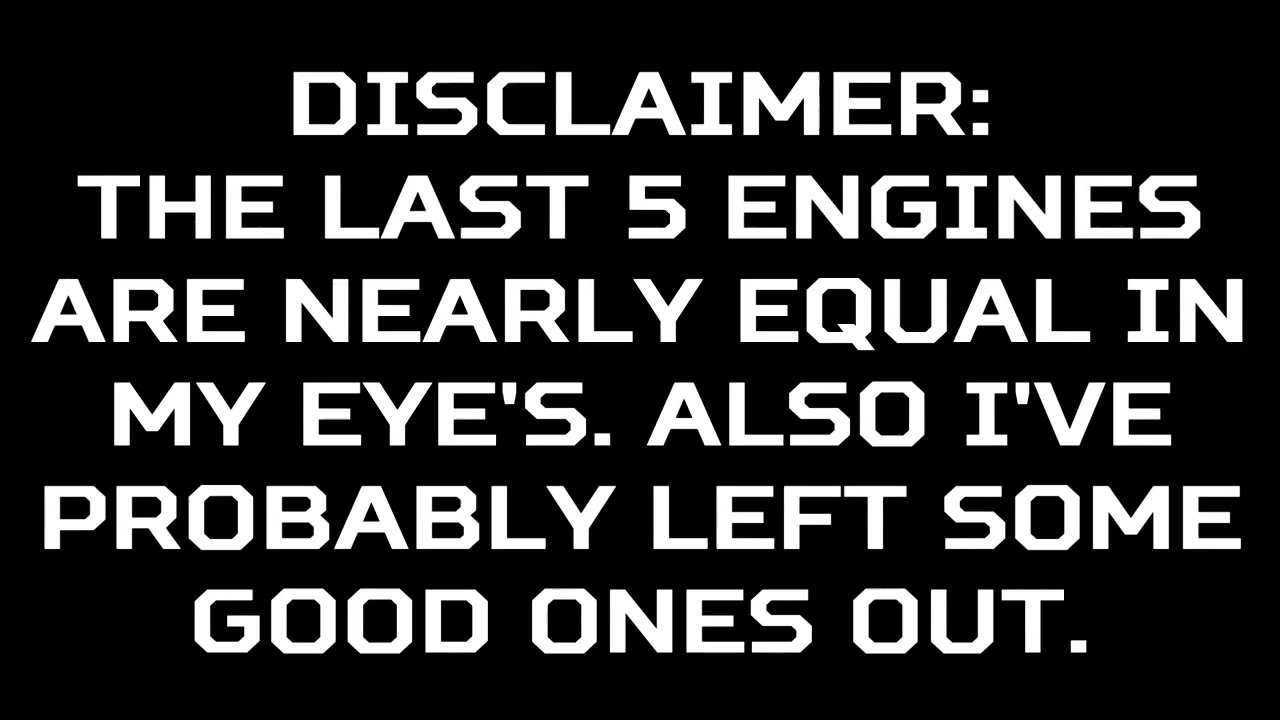 DISCLAIMER:
THE LAST 5 ENGINES
ARE NEARLY EQUAL IN
MY EYE'S. ALSO I'VE
PROBABLY LEFT SOME
GOOD ONES OUT.